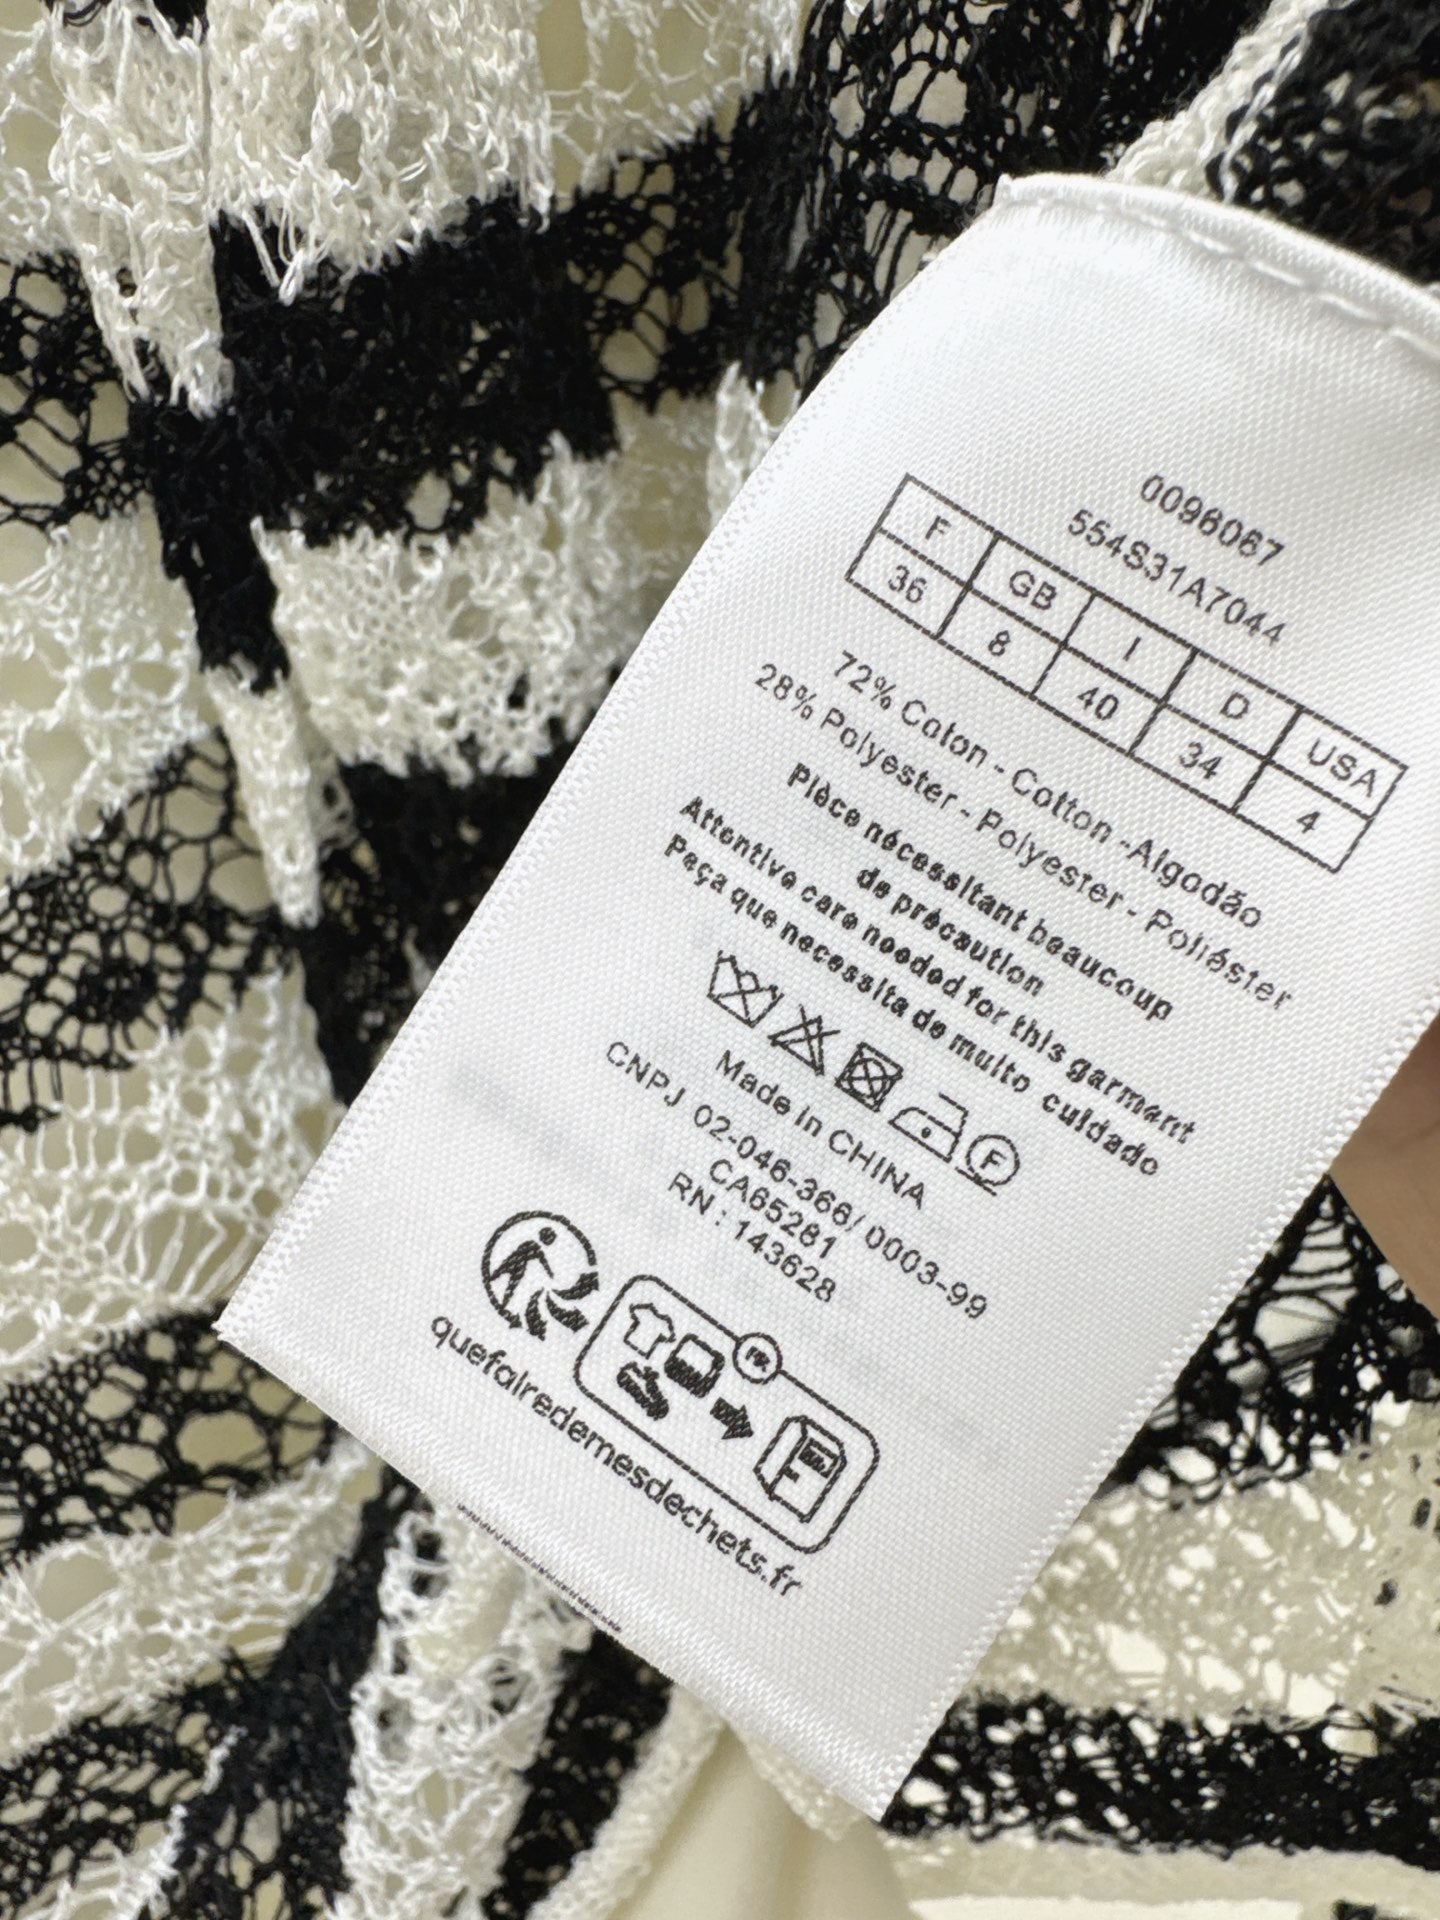 0096087
554S31A7044
F GB I D USA
36 8 40 34 4
72% Coton - Cotton -Algodão
28% Polyester - Polyester - Poliéster
Pièce nécessitant beaucoup
de précaution
Attentive care needed for this garment
Peça que necessita de muito cuidado
F
Made in CHINA
CNPJ 02-046-366/ 0003-99
CA65281
RN : 143628
FR
quefairedemesdechets.fr